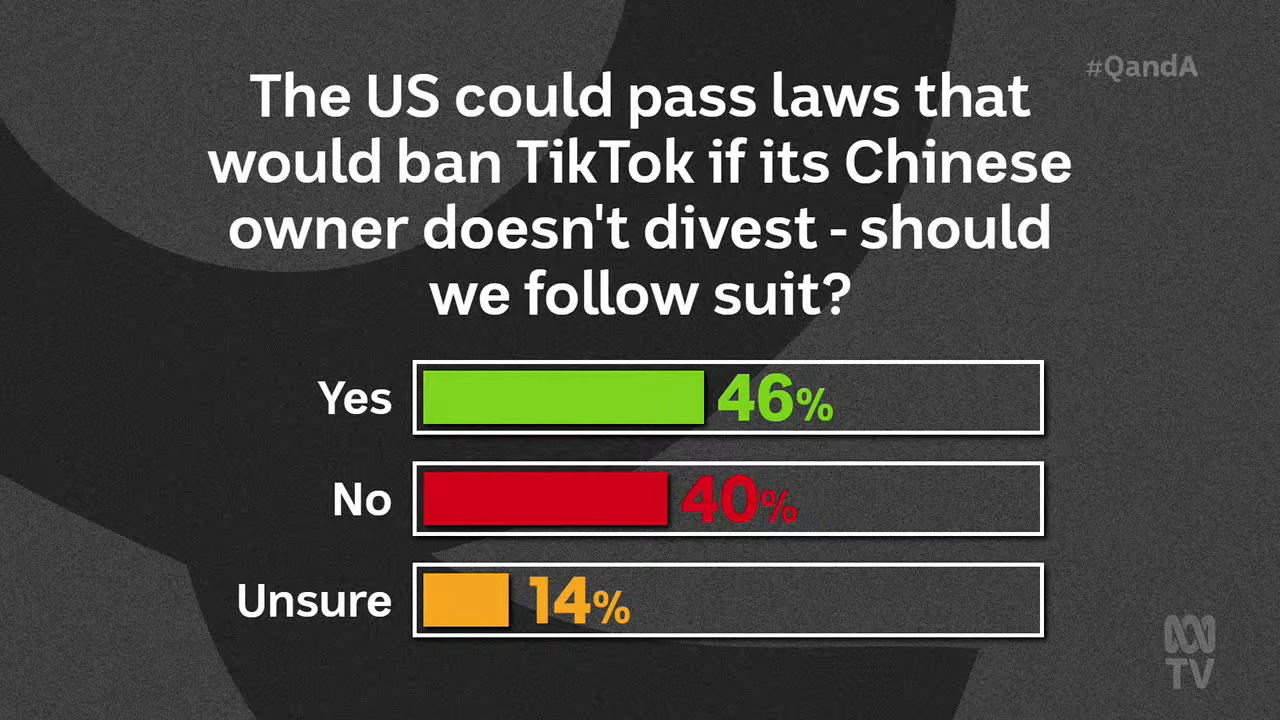 #QandA
The US could pass laws that
would ban TikTok if its Chinese
owner doesn't divest - should
we follow suit?
Yes 46%
No 40%
Unsure 14%
ABC
TV